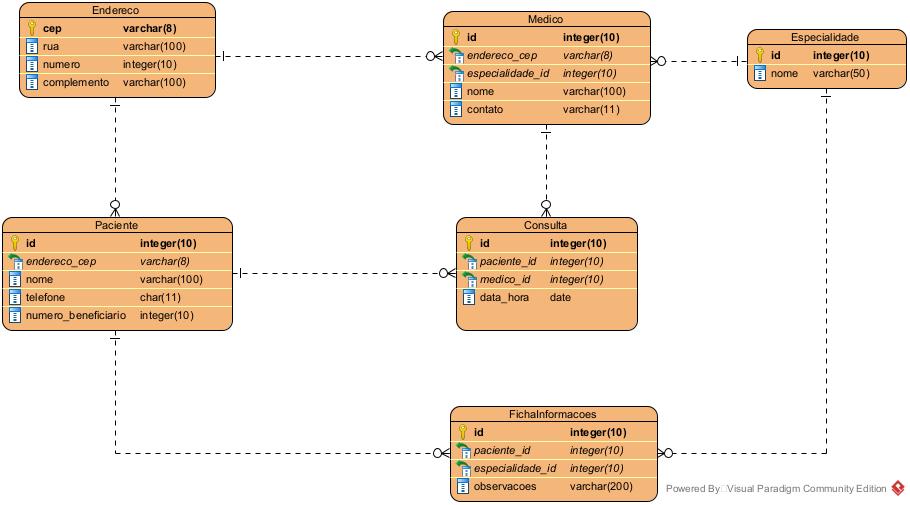 Endereco
cep varchar(8)
rua varchar(100)
numero integer(10)
complemento varchar(100)
Medico
id integer(10)
endereco_cep varchar(8)
especialidade_id integer(10)
nome varchar(100)
contato varchar(11)
Especialidade
id integer(10)
nome varchar(50)
Paciente
id integer(10)
endereco_cep varchar(8)
nome varchar(100)
telefone char(11)
numero_beneficiario integer(10)
Consulta
id integer(10)
paciente_id integer(10)
medico_id integer(10)
data_hora date
FichaInformacoes
id integer(10)
paciente_id integer(10)
especialidade_id integer(10)
observacoes varchar(200)
Powered By Visual Paradigm Community Edition